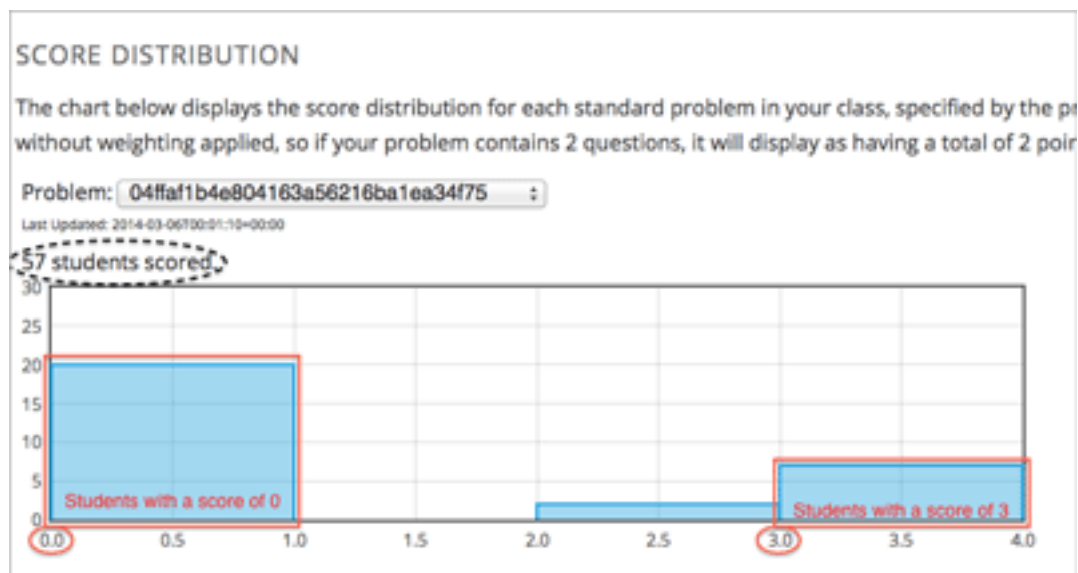 SCORE DISTRIBUTION
The chart below displays the score distribution for each standard problem in your class, specified by the pr
without weighting applied, so if your problem contains 2 questions, it will display as having a total of 2 poin
Problem: 04ffaf1b4e804163a56216ba1ea34f75
Last Updated: 2014-03-06T00:01:10+00:00
57 students scored.
30
25
20
15
10
5
Students with a score of 0
Students with a score of 3
0
0.0 0.5 1.0 1.5 2.0 2.5 3.0 3.5 4.0